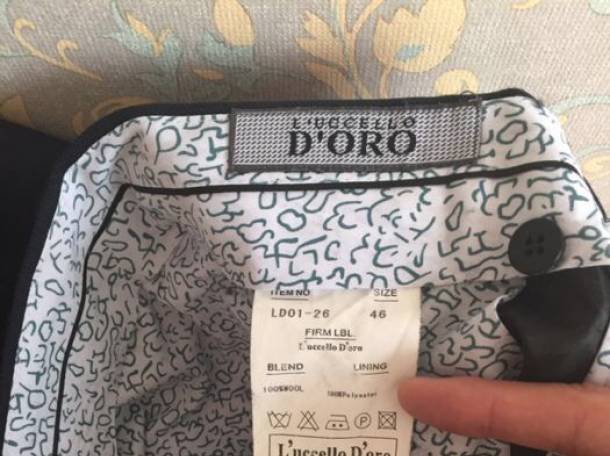 L'UCCELLO
D'ORO
ITEM NO SIZE
LD01-26 46
FIRM LBL.
L'uccello D'oro
BLEND LINING
100%WOOL 100%Polyester
P
L'uccello D'oro